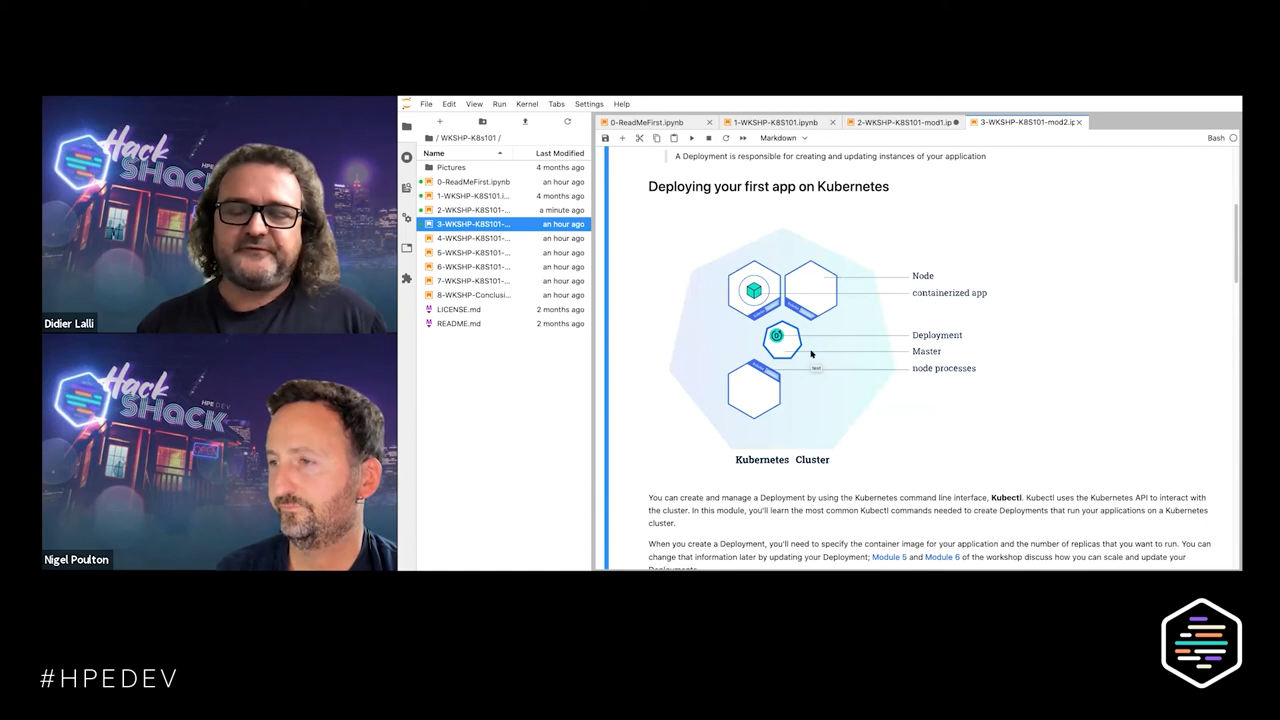 Hack
SHACK
HPE DEV
Didier Lalli
Hack
SHACK
HPE DEV
OPEN
Nigel Poulton
File Edit View Run Kernel Tabs Settings Help
0-ReadMeFirst.ipynb
1-WKSHP-K8S101.ipynb
2-WKSHP-K8S101-mod1.ip
3-WKSHP-K8S101-mod2.ip
Markdown
Bash
/ WKSHP-K8s101 /
Name Last Modified
Pictures 4 months ago
0-ReadMeFirst.ipynb an hour ago
1-WKSHP-K8S101.i... 4 months ago
2-WKSHP-K8S101-... a minute ago
3-WKSHP-K8S101-... an hour ago
4-WKSHP-K8S101-... an hour ago
5-WKSHP-K8S101-... an hour ago
6-WKSHP-K8S101-... an hour ago
7-WKSHP-K8S101-... an hour ago
8-WKSHP-Conclusi... an hour ago
LICENSE.md 2 months ago
README.md 2 months ago
A Deployment is responsible for creating and updating instances of your application
Deploying your first app on Kubernetes
Node
containerized app
Deployment
Master
node processes
text
Kubernetes Cluster
You can create and manage a Deployment by using the Kubernetes command line interface, Kubectl. Kubectl uses the Kubernetes API to interact with
the cluster. In this module, you'll learn the most common Kubectl commands needed to create Deployments that run your applications on a Kubernetes
cluster.
When you create a Deployment, you'll need to specify the container image for your application and the number of replicas that you want to run. You can
change that information later by updating your Deployment; Module 5 and Module 6 of the workshop discuss how you can scale and update your
Deployments.
#HPEDEV